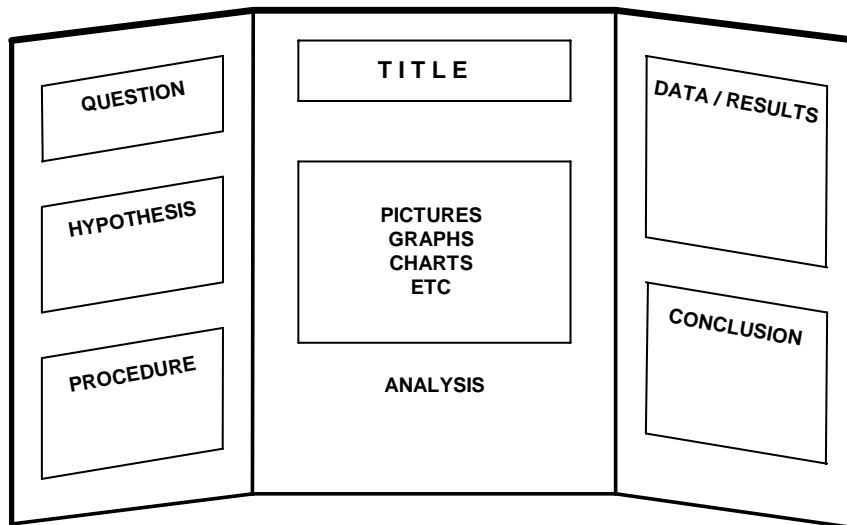 QUESTION
HYPOTHESIS
PROCEDURE
TITLE
PICTURES
GRAPHS
CHARTS
ETC
ANALYSIS
DATA / RESULTS
CONCLUSION